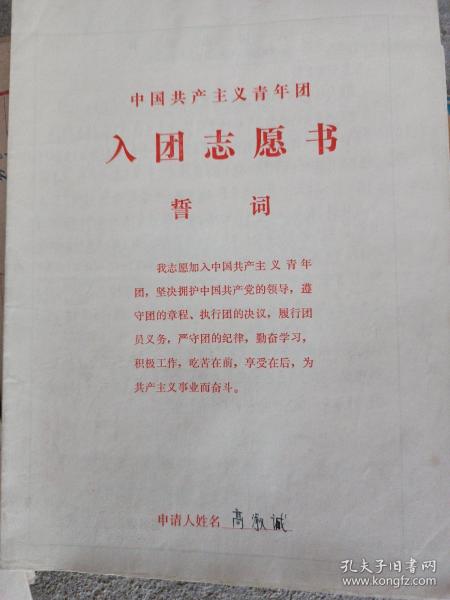 中国共产主义青年团
入团志愿书
誓 词
我志愿加入中国共产主义青年
团，坚决拥护中国共产党的领导，遵
守团的章程、执行团的决议，履行团
员义务，严守团的纪律，勤奋学习，
积极工作，吃苦在前，享受在后，为
共产主义事业而奋斗。
申请人姓名 高淑诚
孔夫子旧书网
www.kongfz.com